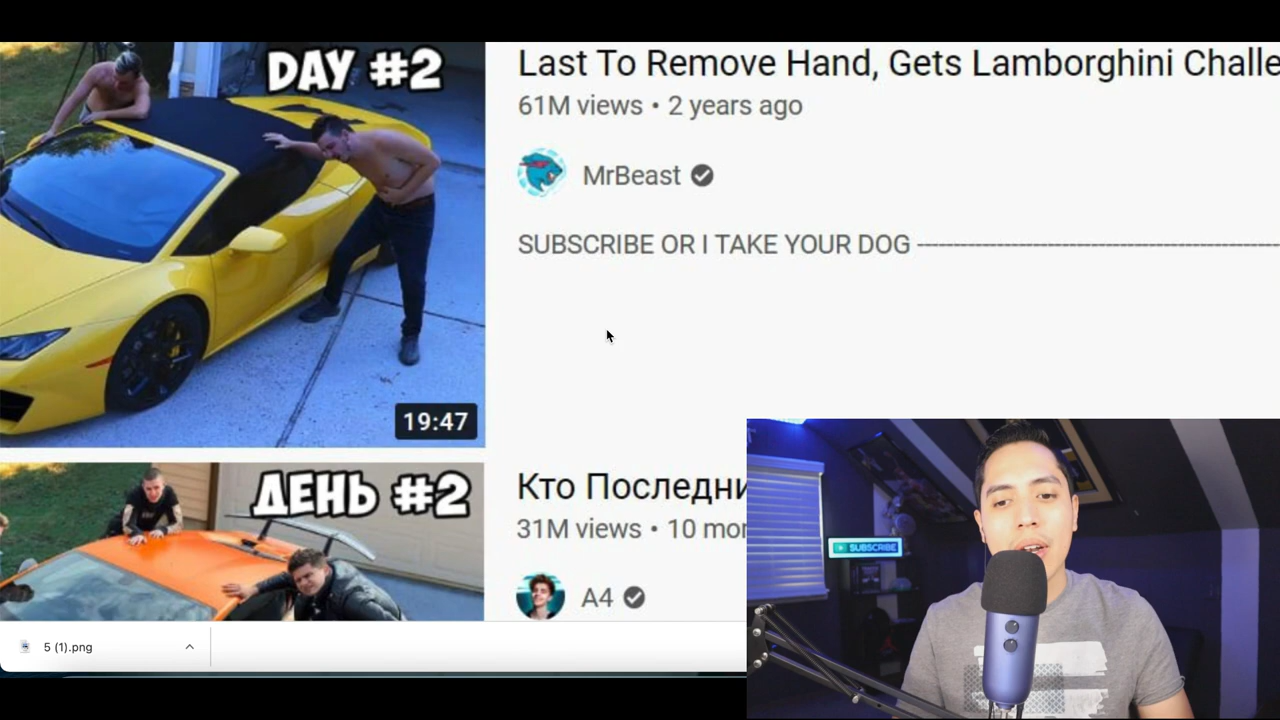 DAY #2
Last To Remove Hand, Gets Lamborghini Challe
61M views • 2 years ago
MrBeast
SUBSCRIBE OR I TAKE YOUR DOG --------------------------------------------------
19:47
ДЕНЬ #2
Кто Последни
31M views • 10 mo
A4
SUBSCRIBE
5 (1).png